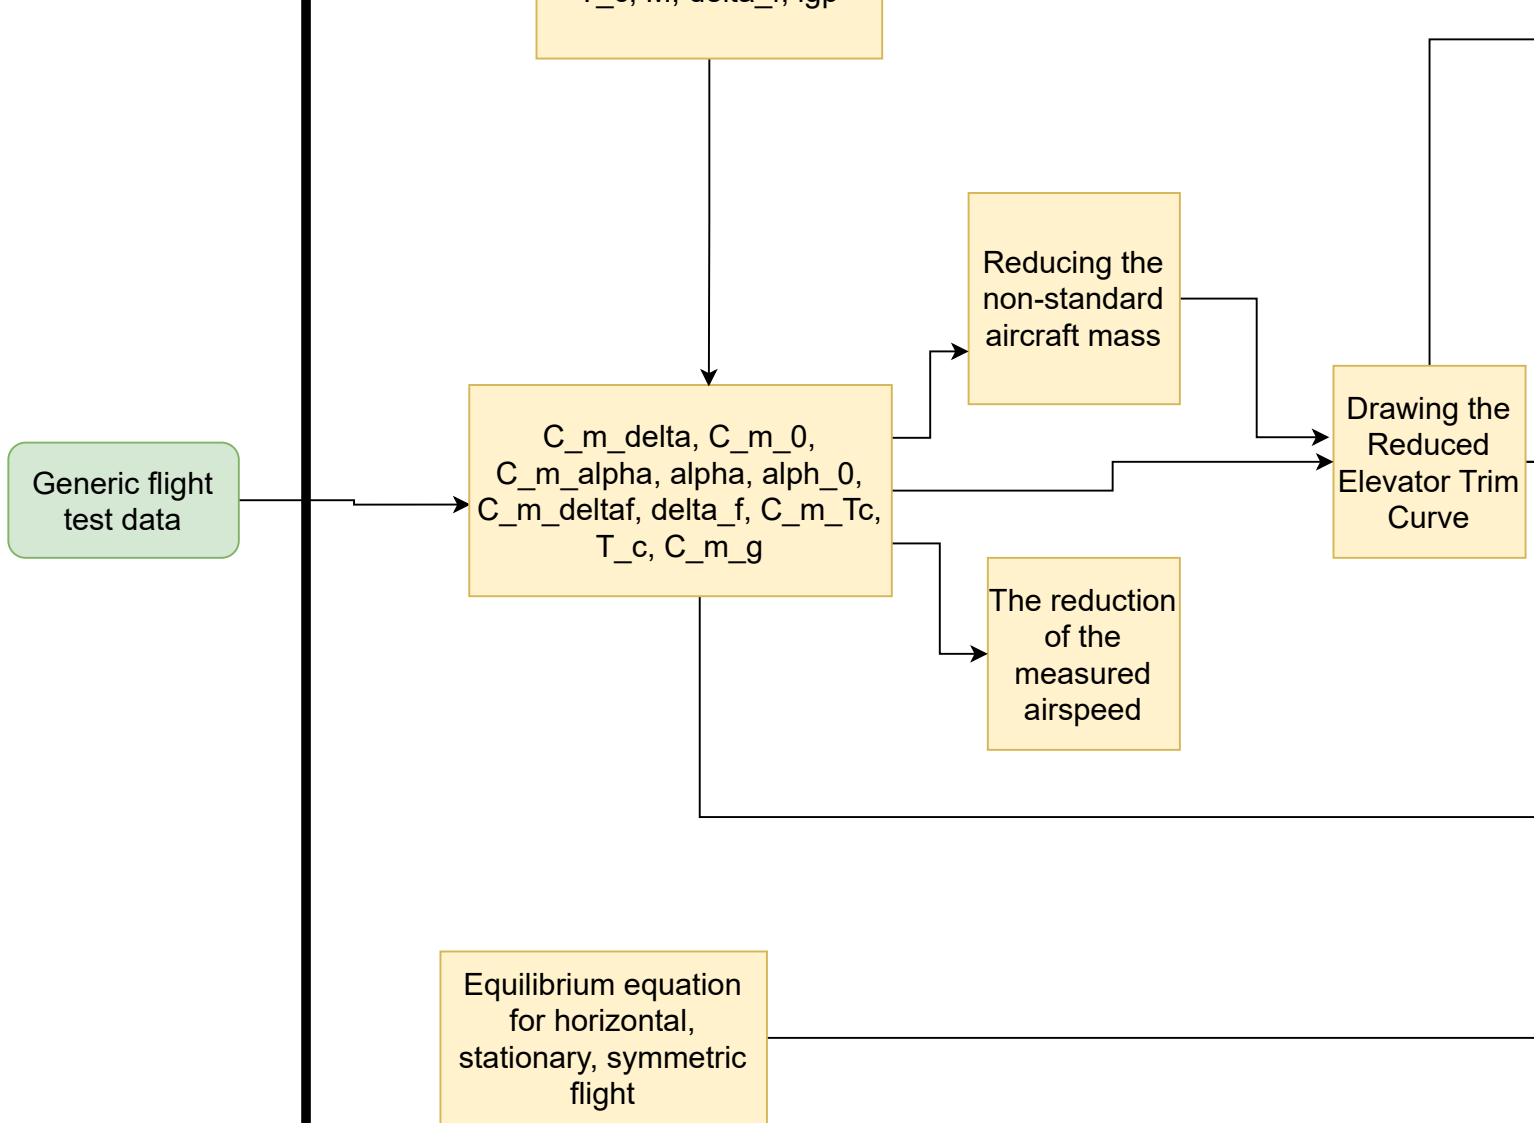 Reducing the
non-standard
aircraft mass
Drawing the
Reduced
Elevator Trim
Curve
C_m_delta, C_m_0,
C_m_alpha, alpha, alph_0,
C_m_deltaf, delta_f, C_m_Tc,
T_c, C_m_g
Generic flight
test data
The reduction
of the
measured
airspeed
Equilibrium equation
for horizontal,
stationary, symmetric
flight